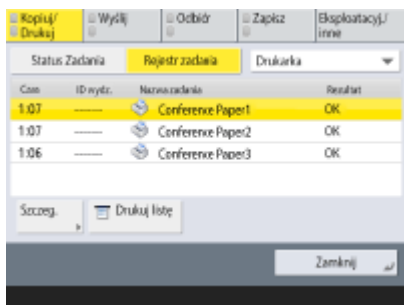 Kopiuj/ Drukuj Wyślij Odbiór Zapisz Eksploatacyj./ inne
Status Zadania Rejestr zadania Drukarka
Czas ID wydz. Nazwa zadania Rezultat
1:07 ------- Conference Paper1 OK
1:07 ------- Conference Paper2 OK
1:06 ------- Conference Paper3 OK
Szczeg. Drukuj listę
Zamknij